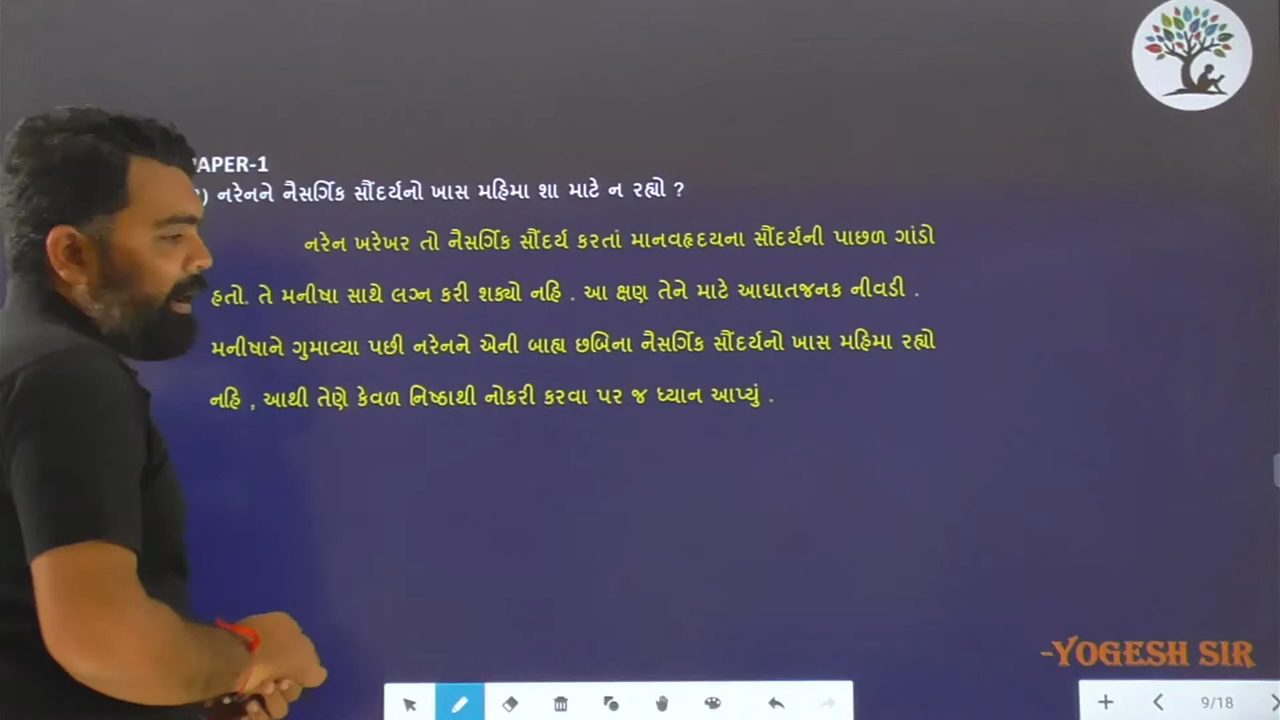 PAPER-1
) નરેનને નૈસર્ગિક સૌંદર્યનો ખાસ મહિમા શા માટે ન રહ્યો ?
નરેન ખરેખર તો નૈસર્ગિક સૌંદર્ય કરતાં માનવહૃદયના સૌંદર્યની પાછળ ગાંડો
હતો. તે મનીષા સાથે લગ્ન કરી શક્યો નહિ . આ ક્ષણ તેને માટે આઘાતજનક નીવડી .
મનીષાને ગુમાવ્યા પછી નરેનને એની બાહ્ય છબિના નૈસર્ગિક સૌંદર્યનો ખાસ મહિમા રહ્યો
નહિ , આથી તેણે કેવળ નિષ્ઠાથી નોકરી કરવા પર જ ધ્યાન આપ્યું .
-YOGESH SIR
9/18